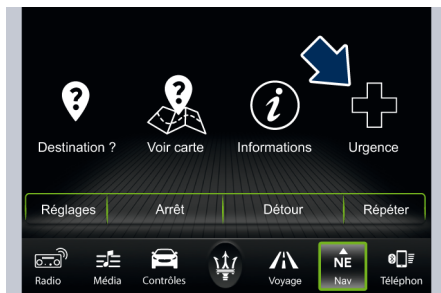 Destination ? Voir carte Informations Urgence
Réglages Arrêt Détour Répéter
NE
Radio Média Contrôles Voyage Nav Téléphon